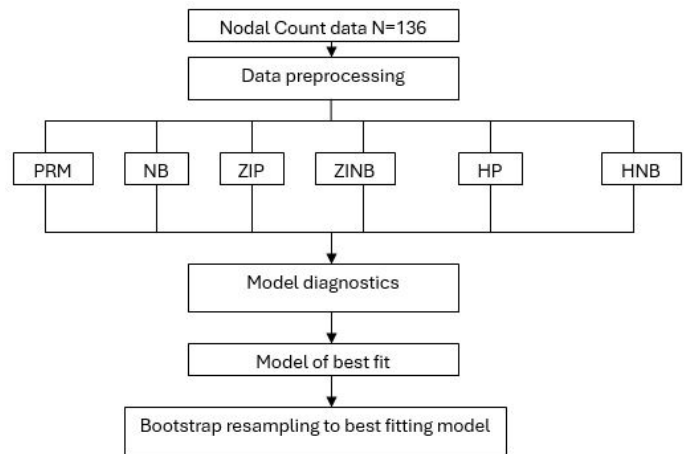 Nodal Count data N=136
Data preprocessing
PRM
NB
ZIP
ZINB
HP
HNB
Model diagnostics
Model of best fit
Bootstrap resampling to best fitting model